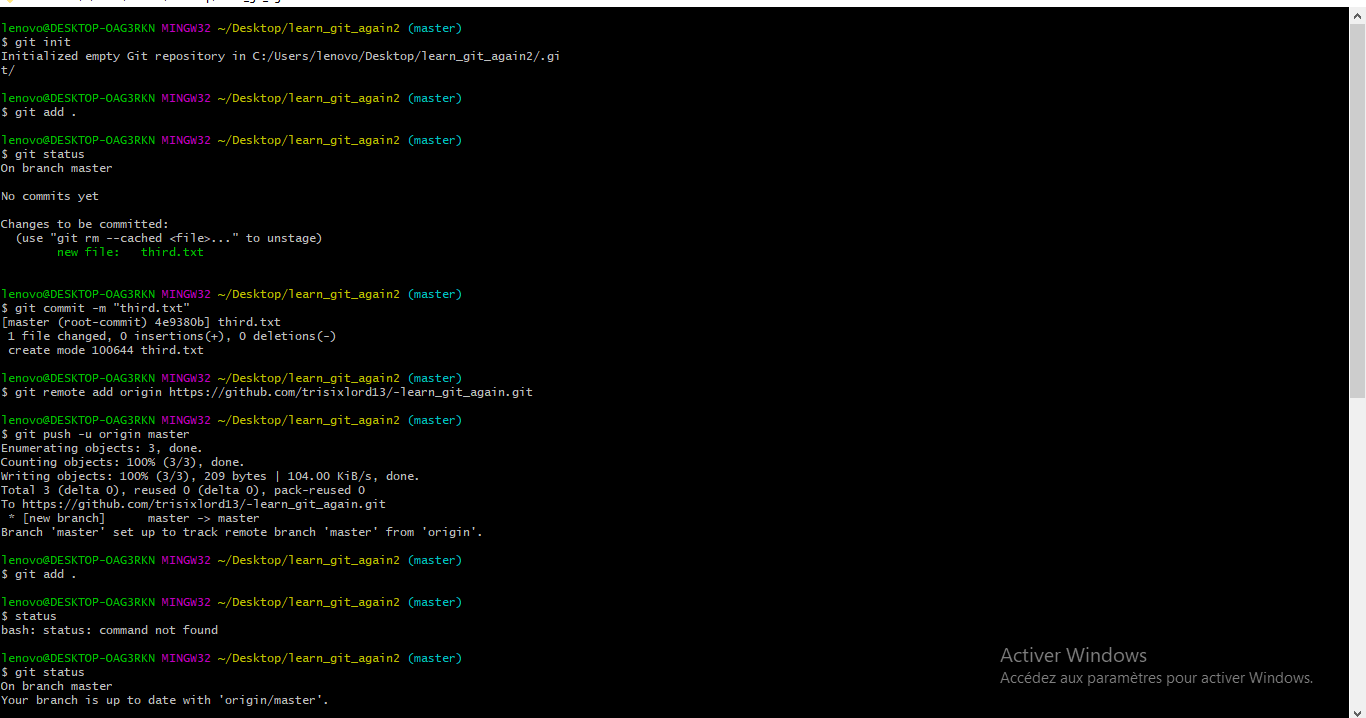 lenovo@DESKTOP-OAG3RKN MINGW32 ~/Desktop/learn_git_again2 (master)
$ git init
Initialized empty Git repository in C:/Users/lenovo/Desktop/learn_git_again2/.gi
t/
lenovo@DESKTOP-OAG3RKN MINGW32 ~/Desktop/learn_git_again2 (master)
$ git add .
lenovo@DESKTOP-OAG3RKN MINGW32 ~/Desktop/learn_git_again2 (master)
$ git status
On branch master
No commits yet
Changes to be committed:
  (use "git rm --cached <file>..." to unstage)
        new file:   third.txt
lenovo@DESKTOP-OAG3RKN MINGW32 ~/Desktop/learn_git_again2 (master)
$ git commit -m "third.txt"
[master (root-commit) 4e9380b] third.txt
 1 file changed, 0 insertions(+), 0 deletions(-)
 create mode 100644 third.txt
lenovo@DESKTOP-OAG3RKN MINGW32 ~/Desktop/learn_git_again2 (master)
$ git remote add origin https://github.com/trisixlord13/-learn_git_again.git
lenovo@DESKTOP-OAG3RKN MINGW32 ~/Desktop/learn_git_again2 (master)
$ git push -u origin master
Enumerating objects: 3, done.
Counting objects: 100% (3/3), done.
Writing objects: 100% (3/3), 209 bytes | 104.00 KiB/s, done.
Total 3 (delta 0), reused 0 (delta 0), pack-reused 0
To https://github.com/trisixlord13/-learn_git_again.git
 * [new branch]      master -> master
Branch 'master' set up to track remote branch 'master' from 'origin'.
lenovo@DESKTOP-OAG3RKN MINGW32 ~/Desktop/learn_git_again2 (master)
$ git add .
lenovo@DESKTOP-OAG3RKN MINGW32 ~/Desktop/learn_git_again2 (master)
$ status
bash: status: command not found
lenovo@DESKTOP-OAG3RKN MINGW32 ~/Desktop/learn_git_again2 (master)
$ git status
On branch master
Your branch is up to date with 'origin/master'.
Activer Windows
Accédez aux paramètres pour activer Windows.